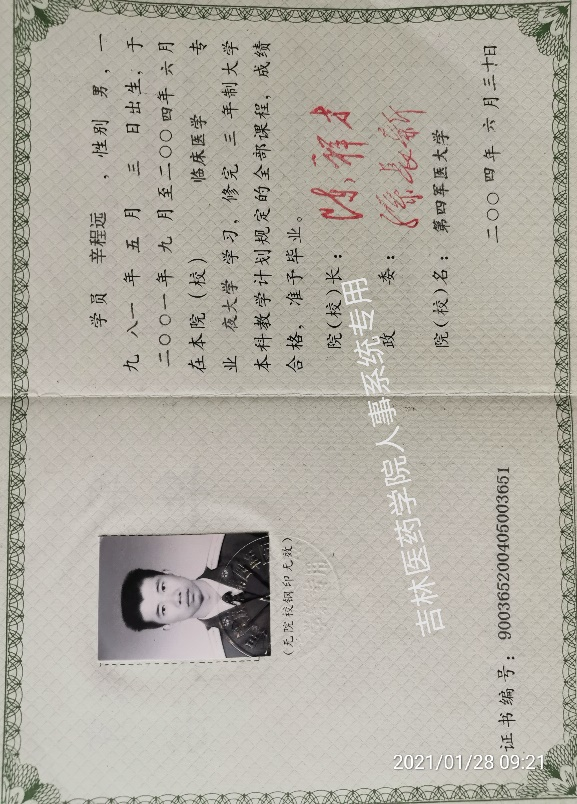 学员 辛程远 ，性别 男，一
九 八一 年 五 月 三 日出生，于
二〇〇一年 九 月至二〇〇四年 六月
在本院（校） 临床医学 专
业 夜大学 学习，修完 三 年制大学
本科教学计划规定的全部课程，成绩
合格，准予毕业。
院（校）长：
政 委：
院（校）名：第四军医大学
二〇〇四年 六月三十日
（无院校钢印无效）
证书编号：900365200405003651
吉林医药学院人事系统专用
2021/01/28 09:21